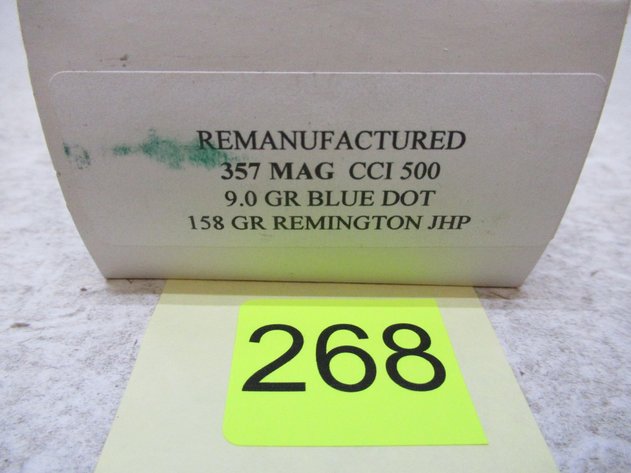 REMANUFACTURED
357 MAG CCI 500
9.0 GR BLUE DOT
158 GR REMINGTON JHP
268